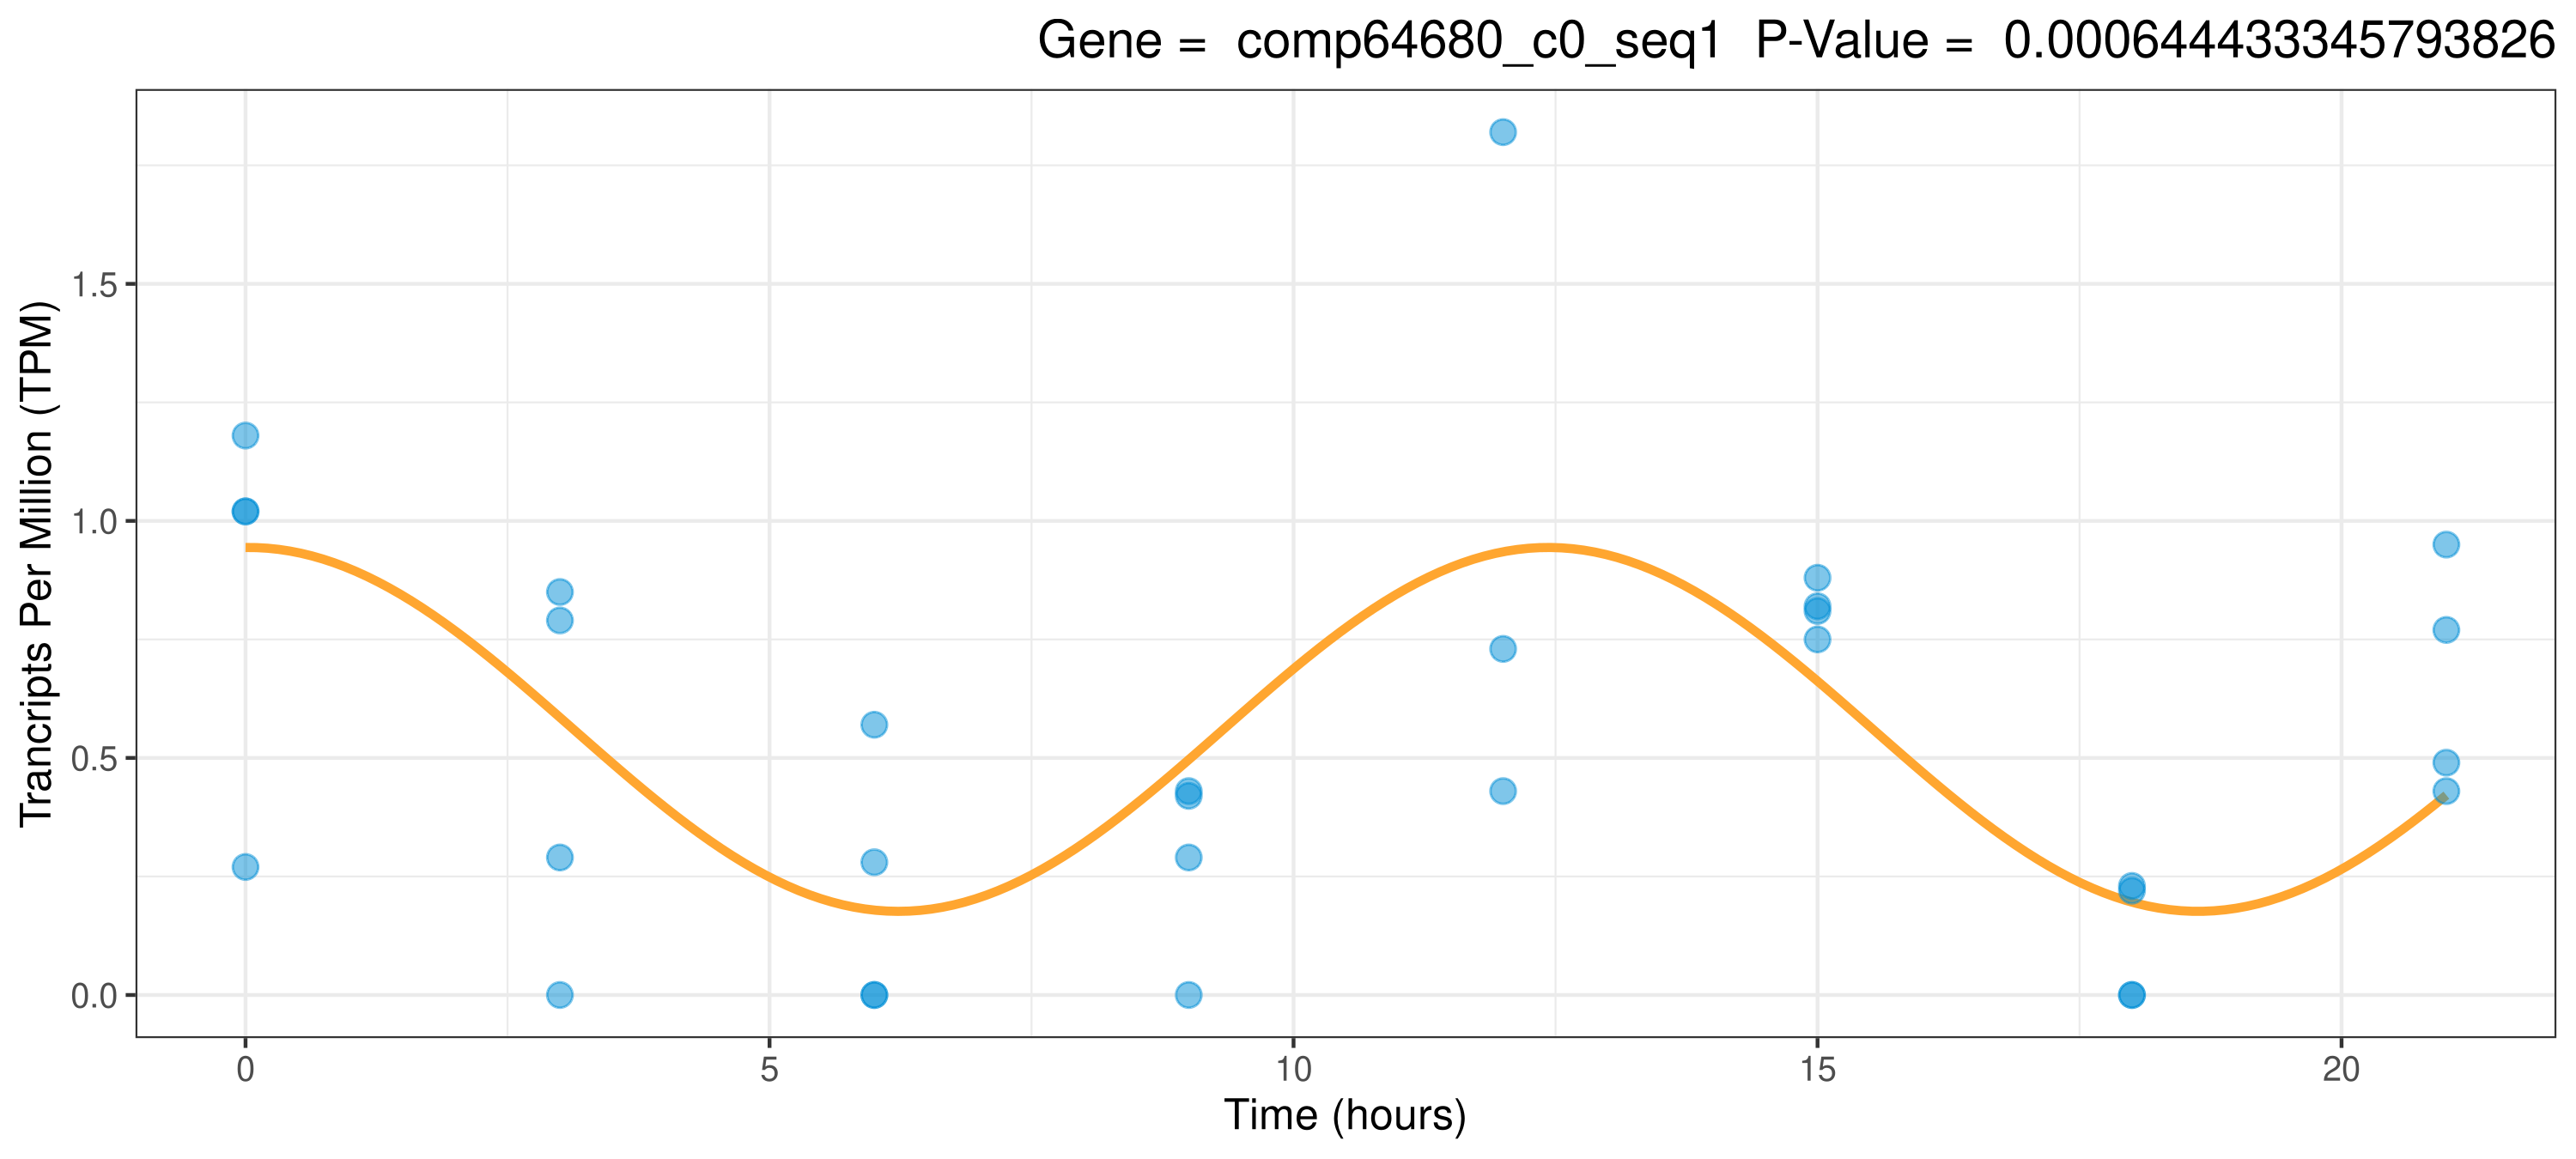 Gene = comp64680_c0_seq1 P-Value = 0.000644433345793826
Trancripts Per Million (TPM)
1.5
1.0
0.5
0.0
0 5 10 15 20
Time (hours)